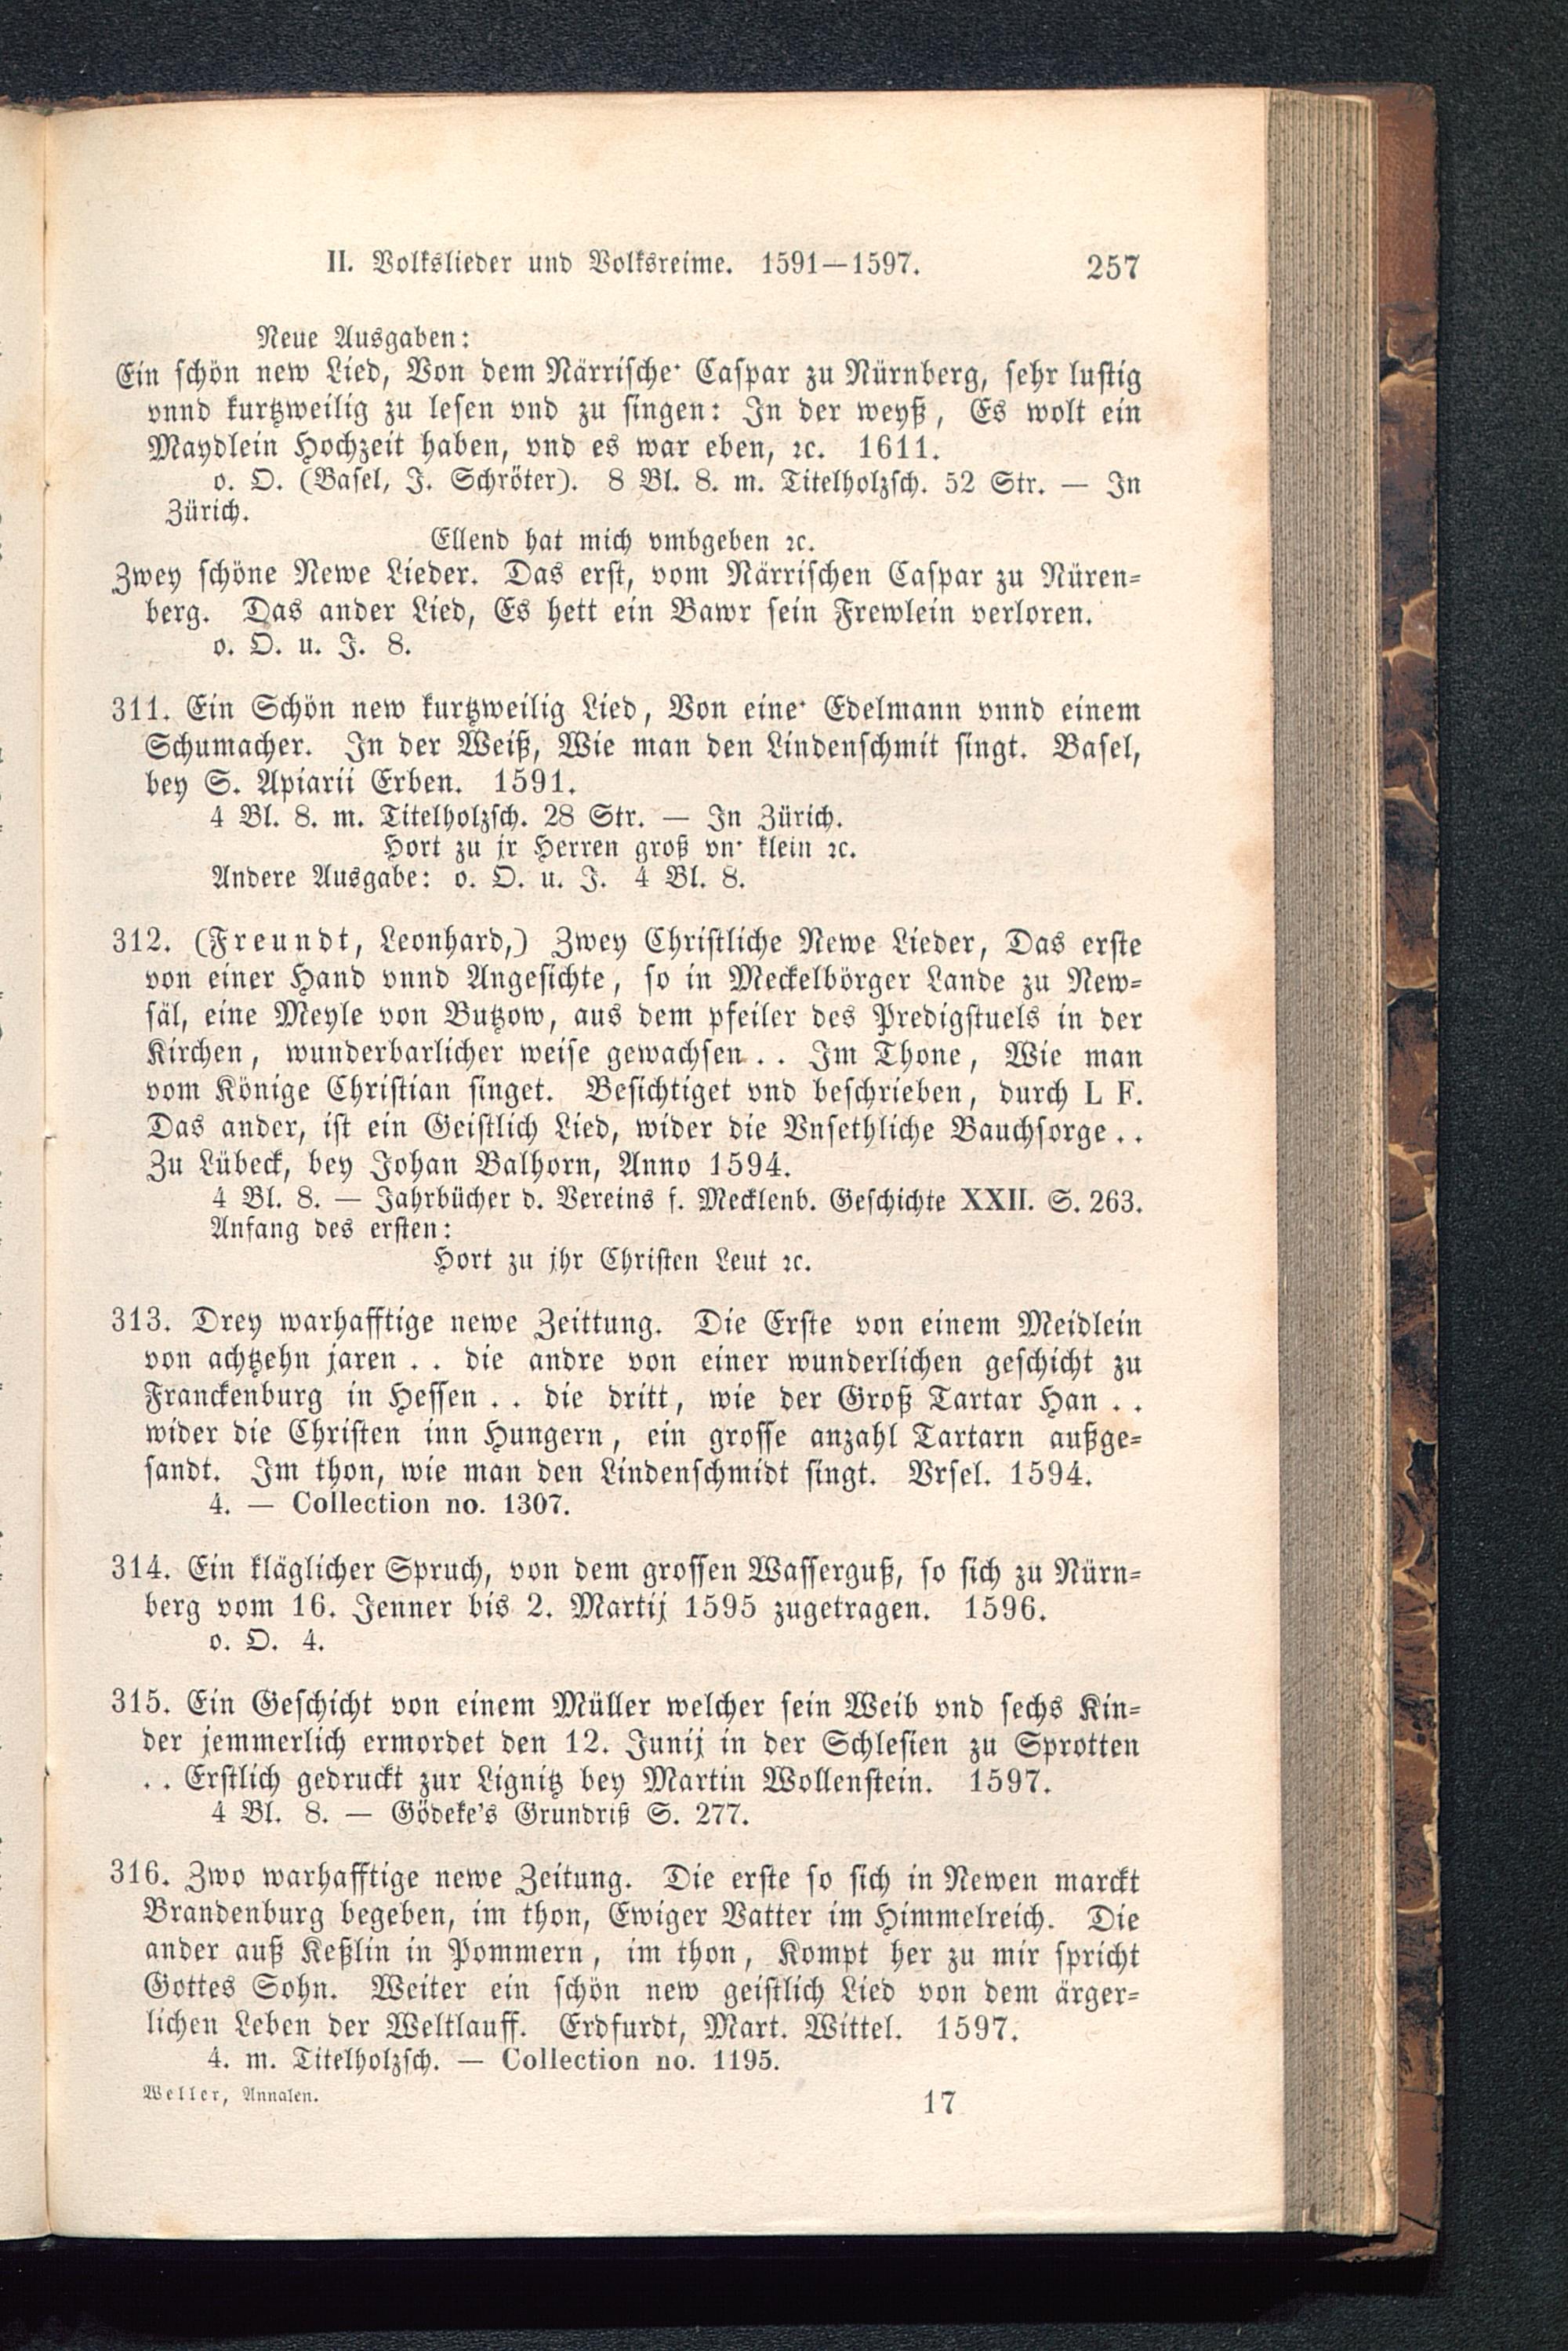 II. Volkslieder und Volksreime. 1591—1597. 257
Neue Ausgaben:
Ein schön new Lied, Von dem Närrische· Caspar zu Nürnberg, sehr lustig
vnnd kurtzweilig zu lesen vnd zu singen: In der weyß, Es wolt ein
Maydlein Hochzeit haben, vnd es war eben, ꝛc. 1611.
o. O. (Basel, J. Schröter). 8 Bl. 8. m. Titelholzsch. 52 Str. — In
Zürich.
Ellend hat mich vmbgeben ꝛc.
Zwey schöne Newe Lieder. Das erst, vom Närrischen Caspar zu Nüren-
berg. Das ander Lied, Es hett ein Bawr sein Frewlein verloren.
o. O. u. J. 8.
311. Ein Schön new kurtzweilig Lied, Von eine· Edelmann vnnd einem
Schumacher. In der Weiß, Wie man den Lindenschmit singt. Basel,
bey S. Apiarii Erben. 1591.
4 Bl. 8. m. Titelholzsch. 28 Str. — In Zürich.
Hort zu jr Herren groß vn· klein ꝛc.
Andere Ausgabe: o. O. u. J. 4 Bl. 8.
312. (Freundt, Leonhard,) Zwey Christliche Newe Lieder, Das erste
von einer Hand vnnd Angesichte, so in Meckelbörger Lande zu New-
säl, eine Meyle von Butzow, aus dem pfeiler des Predigstuels in der
Kirchen, wunderbarlicher weise gewachsen . . Im Thone, Wie man
vom Könige Christian singet. Besichtiget vnd beschrieben, durch L F.
Das ander, ist ein Geistlich Lied, wider die Vnsethliche Bauchsorge . .
Zu Lübeck, bey Johan Balhorn, Anno 1594.
4 Bl. 8. — Jahrbücher d. Vereins f. Mecklenb. Geschichte XXII. S. 263.
Anfang des ersten:
Hort zu jhr Christen Leut ꝛc.
313. Drey warhafftige newe Zeittung. Die Erste von einem Meidlein
von achtzehn jaren . . die andre von einer wunderlichen geschicht zu
Franckenburg in Hessen . . die dritt, wie der Groß Tartar Han . .
wider die Christen inn Hungern, ein grosse anzahl Tartarn außge-
sandt. Im thon, wie man den Lindenschmidt singt. Vrsel. 1594.
4. — Collection no. 1307.
314. Ein kläglicher Spruch, von dem grossen Wasserguß, so sich zu Nürn-
berg vom 16. Jenner bis 2. Martij 1595 zugetragen. 1596.
o. O. 4.
315. Ein Geschicht von einem Müller welcher sein Weib vnd sechs Kin-
der jemmerlich ermordet den 12. Junij in der Schlesien zu Sprotten
. . Erstlich gedruckt zur Lignitz bey Martin Wollenstein. 1597.
4 Bl. 8. — Gödeke's Grundriß S. 277.
316. Zwo warhafftige newe Zeitung. Die erste so sich in Newen marckt
Brandenburg begeben, im thon, Ewiger Vatter im Himmelreich. Die
ander auß Keßlin in Pommern, im thon, Kompt her zu mir spricht
Gottes Sohn. Weiter ein schön new geistlich Lied von dem ärger-
lichen Leben der Weltlauff. Erdfurdt, Mart. Wittel. 1597.
4. m. Titelholzsch. — Collection no. 1195.
Weller, Annalen. 17